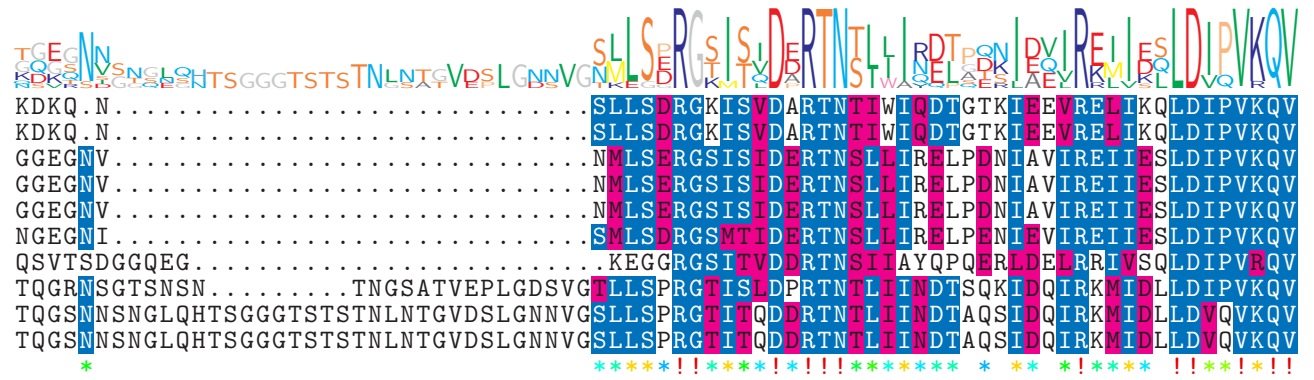 KDKQ.N..............................SLLSDRGKISVDARTNTIWIQDTGTKIEEVRELIKQLDIPVKQV
KDKQ.N..............................SLLSDRGKISVDARTNTIWIQDTGTKIEEVRELIKQLDIPVKQV
GGEGNV..............................NMLSERGSISIDERTNSLLIRELPDNIAVIREIIESLDIPVKQV
GGEGNV..............................NMLSERGSISIDERTNSLLIRELPDNIAVIREIIESLDIPVKQV
GGEGNV..............................NMLSERGSISIDERTNSLLIRELPDNIAVIREIIESLDIPVKQV
NGEGNI..............................SMLSDRGSMTIDERTNSLLIRELPENIEVIREIIESLDIPVKQV
QSVTSDGGQEG..........................KEGGRGSITVDDRTNSIIAYQPQERLDELRRIVSQLDIPVRQV
TQGRNSGTSNSN.........TNGSATVEPLGDSVGTLLSPRGTISLDPRTNTLIINDTSQKIDQIRKMIDLLDIPVKQV
TQGSNNSNGLQHTSGGGTSTSTNLNTGVDSLGNNVGSLLSPRGTITQDDRTNTLIINDTAQSIDQIRKMIDLLDVQVKQV
TQGSNNSNGLQHTSGGGTSTSTNLNTGVDSLGNNVGSLLSPRGTITQDDRTNTLIINDTAQSIDQIRKMIDLLDVQVKQV
* *****!!****!*!!!******* * ** *!**** !!**!*!!